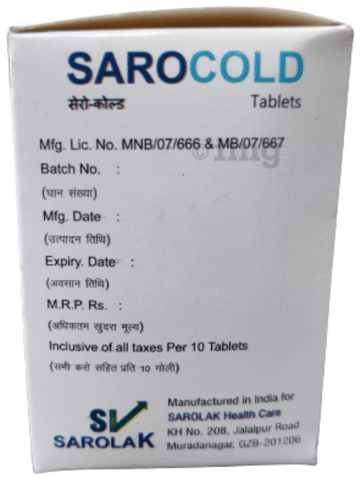 SAROCOLD
सेरो-कोल्ड Tablets
Mfg. Lic. No. MNB/07/666 & MB/07/667
Batch No. :
(घान संख्या)
Mfg. Date :
(उत्पादन तिथि)
Expiry. Date :
(अवसान तिथि)
M.R.P. Rs. :
(अधिकतम खुदरा मूल्य)
Inclusive of all taxes Per 10 Tablets
(सभी करो सहित प्रति 10 गोली)
Manufactured in India for
SAROLAK Health Care
KH No. 208, Jalalpur Road
Muradanagar, GZB-201206
SV
SAROLAK